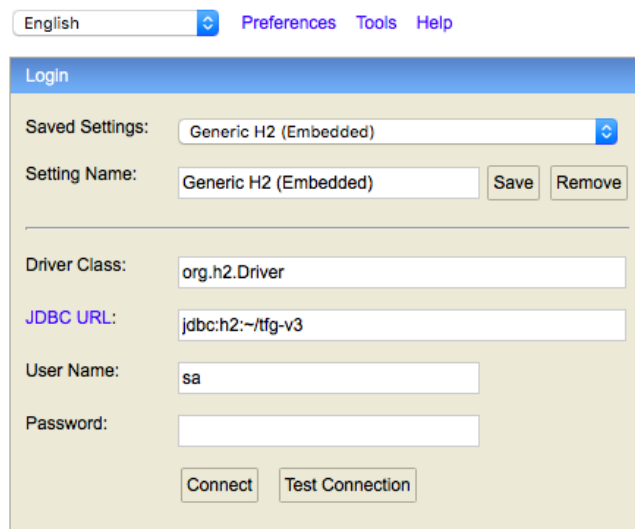 English Preferences Tools Help
Login
Saved Settings: Generic H2 (Embedded)
Setting Name: Generic H2 (Embedded) Save Remove
Driver Class: org.h2.Driver
JDBC URL: jdbc:h2:~/tfg-v3
User Name: sa
Password:
Connect Test Connection